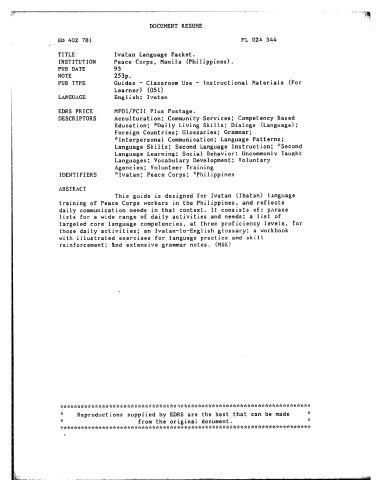 DOCUMENT RESUME
ED 402 781 FL 024 344
TITLE Ivatan Language Packet.
INSTITUTION Peace Corps, Manila (Philippines).
PUB DATE 93
NOTE 253p.
PUB TYPE Guides - Classroom Use - Instructional Materials (For
Learner) (051)
LANGUAGE English; Ivatan
EDRS PRICE MF01/PC11 Plus Postage.
DESCRIPTORS Acculturation; Community Services; Competency Based
Education; *Daily Living Skills; Dialogs (Language);
Foreign Countries; Glossaries; Grammar;
*Interpersonal Communication; Language Patterns;
Language Skills; Second Language Instruction; *Second
Language Learning; Social Behavior; Uncommonly Taught
Languages; Vocabulary Development; Voluntary
Agencies; Volunteer Training
IDENTIFIERS *Ivatan; Peace Corps; *Philippines
ABSTRACT
This guide is designed for Ivatan (Ibatan) language
training of Peace Corps workers in the Philippines, and reflects
daily communication needs in that context. It consists of: phrase
lists for a wide range of daily activities and needs; a list of
targeted core language competencies, at three proficiency levels, for
those daily activities; an Ivatan-to-English glossary; a workbook
with illustrated exercises for language practice and skill
reinforcement; and extensive grammar notes. (MSE)
***********************************************************************
* Reproductions supplied by EDRS are the best that can be made *
* from the original document. *
***********************************************************************